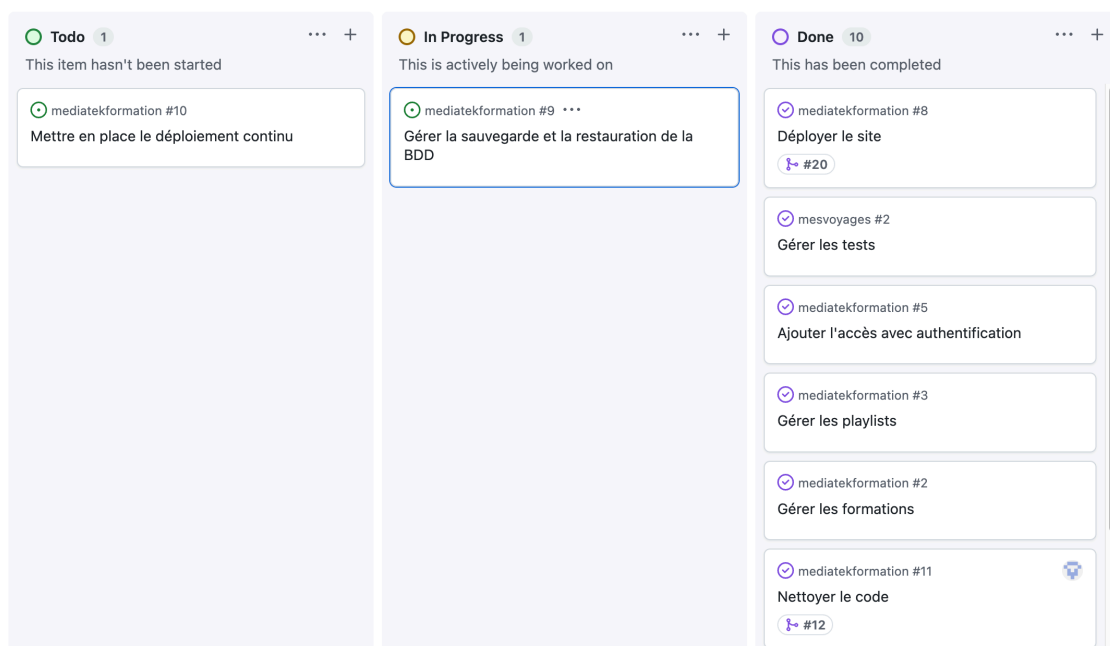 Todo 1
This item hasn't been started
mediatekformation #10
Mettre en place le déploiement continu
In Progress 1
This is actively being worked on
mediatekformation #9
Gérer la sauvegarde et la restauration de la
BDD
Done 10
This has been completed
mediatekformation #8
Déployer le site
#20
mesvoyages #2
Gérer les tests
mediatekformation #5
Ajouter l'accès avec authentification
mediatekformation #3
Gérer les playlists
mediatekformation #2
Gérer les formations
mediatekformation #11
Nettoyer le code
#12